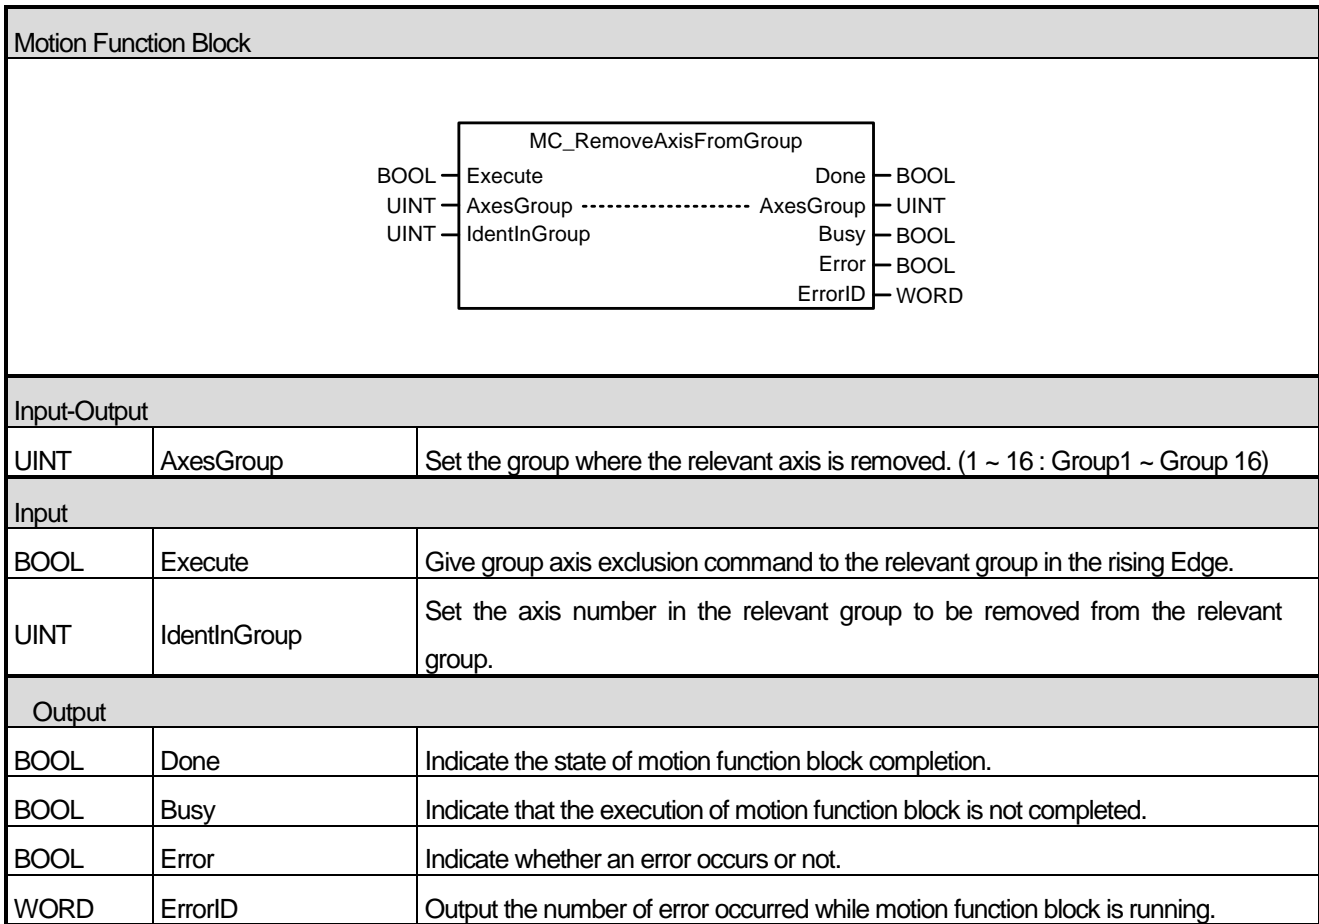 Motion Function Block
MC_RemoveAxisFromGroup
BOOL Execute Done BOOL
UINT AxesGroup AxesGroup UINT
UINT IdentInGroup Busy BOOL
Error BOOL
ErrorID WORD
Input-Output
UINT AxesGroup Set the group where the relevant axis is removed. (1 ~ 16 : Group1 ~ Group 16)
Input
BOOL Execute Give group axis exclusion command to the relevant group in the rising Edge.
UINT IdentInGroup Set the axis number in the relevant group to be removed from the relevant
group.
Output
BOOL Done Indicate the state of motion function block completion.
BOOL Busy Indicate that the execution of motion function block is not completed.
BOOL Error Indicate whether an error occurs or not.
WORD ErrorID Output the number of error occurred while motion function block is running.